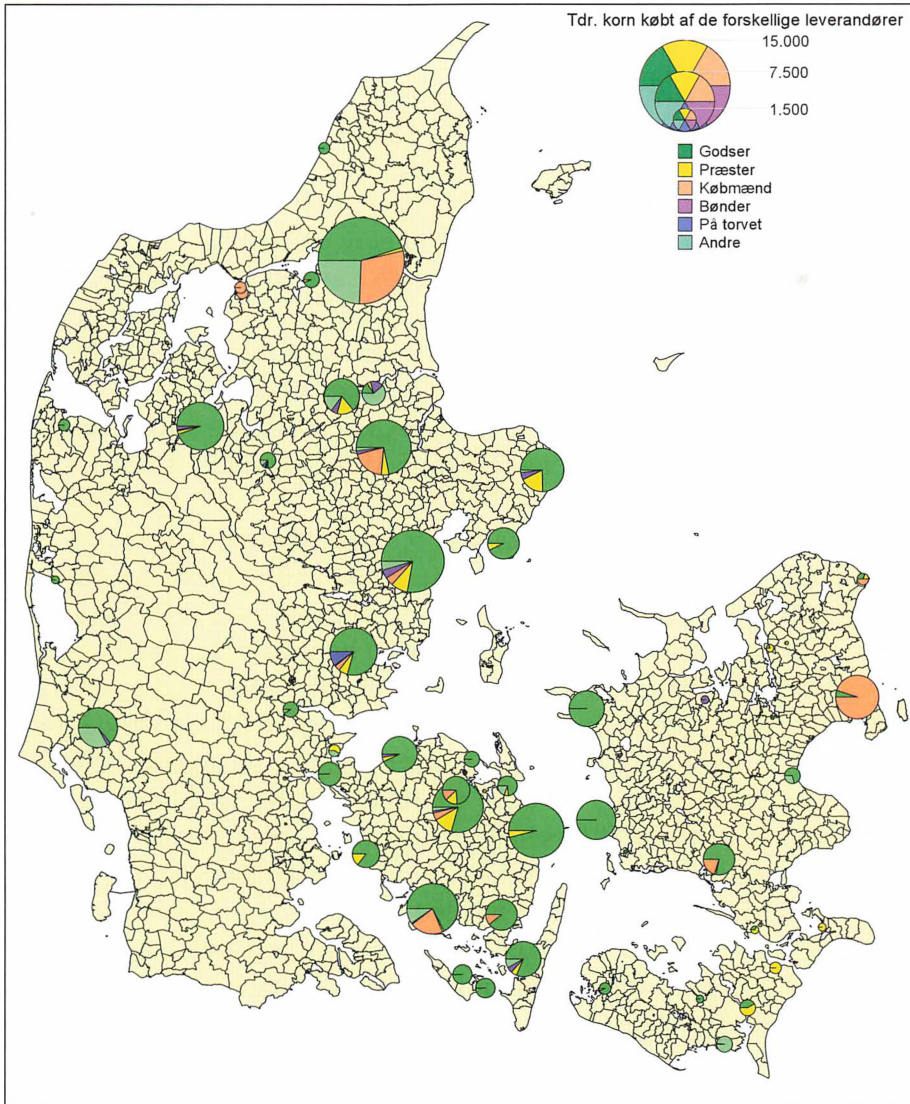 Tdr. korn købt af de forskellige leverandører
15.000
7.500
1.500
Godser
Præster
Købmænd
Bønder
På torvet
Andre